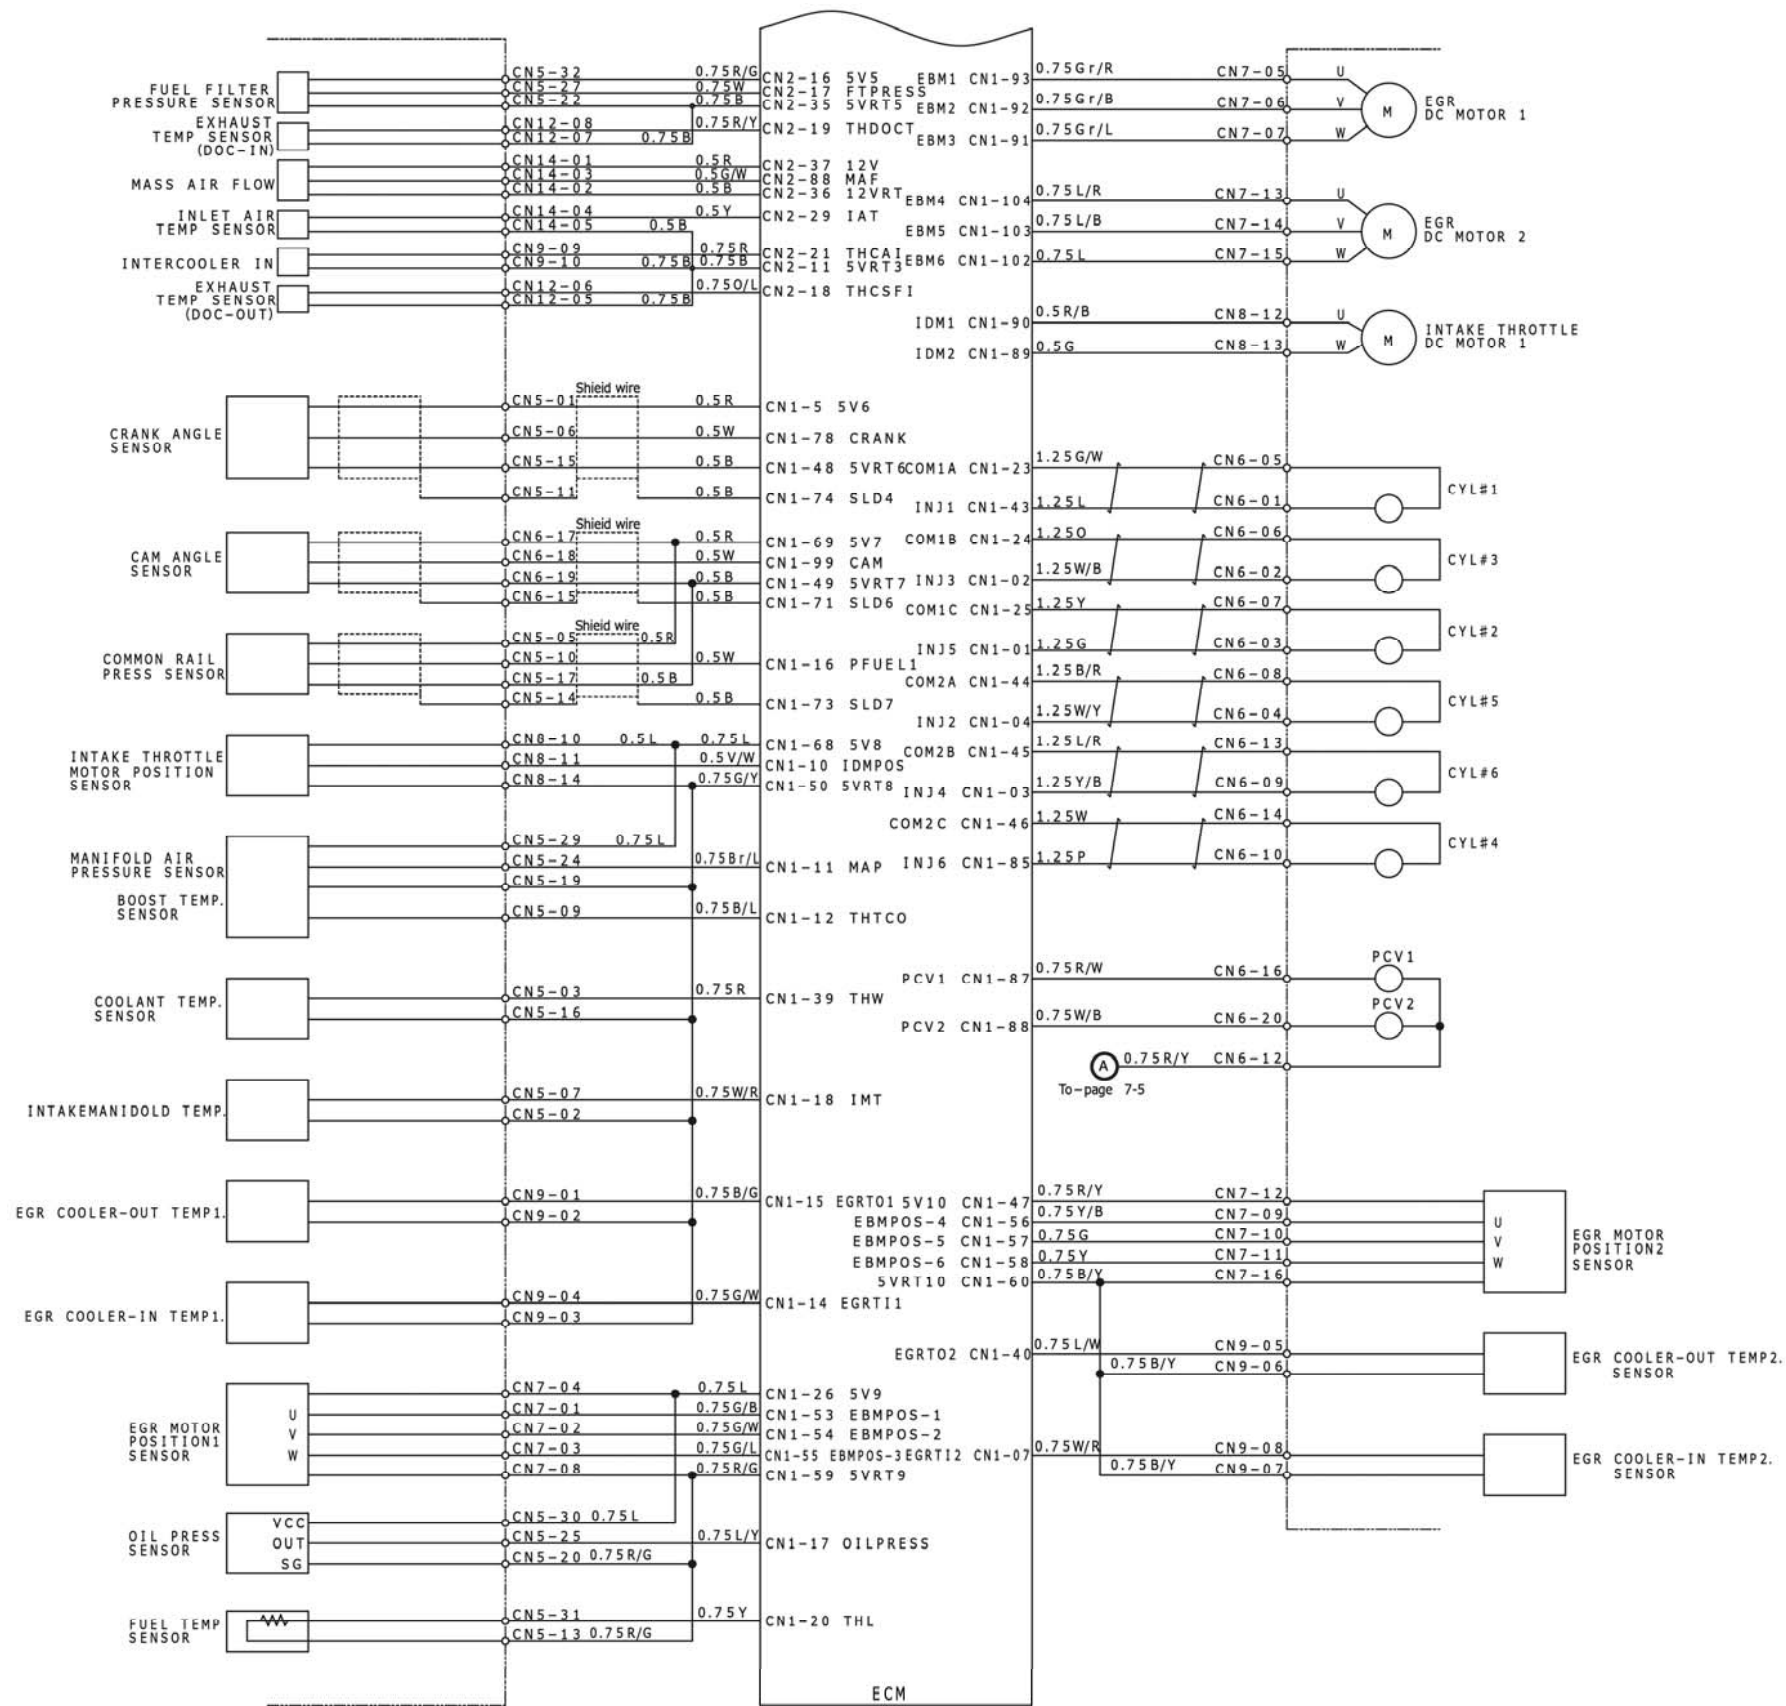 FUEL FILTER
PRESSURE SENSOR
CN5-32 0.75R/G CN2-16 5V5
CN5-27 0.75W CN2-17 FTPRESS
CN5-22 0.75B CN2-35 5VRT5
EXHAUST
TEMP SENSOR
(DOC-IN)
CN12-08 0.75R/Y CN2-19 THDOCT
CN12-07 0.75B
MASS AIR FLOW
CN14-01 0.5R CN2-37 12V
CN14-03 0.5G/W CN2-88 MAF
CN14-02 0.5B CN2-36 12VRT
INLET AIR
TEMP SENSOR
CN14-04 0.5Y CN2-29 IAT
CN14-05 0.5B
INTERCOOLER IN
CN9-09 0.75R CN2-21 THCAI
CN9-10 0.75B 0.75B CN2-11 5VRT3
EXHAUST
TEMP SENSOR
(DOC-OUT)
CN12-06 0.75O/L CN2-18 THCSFI
CN12-05 0.75B
CRANK ANGLE
SENSOR
Shield wire
CN5-01 0.5R CN1-5 5V6
CN5-06 0.5W CN1-78 CRANK
CN5-15 0.5B CN1-48 5VRT6
CN5-11 0.5B CN1-74 SLD4
CAM ANGLE
SENSOR
Shield wire
CN6-17 0.5R CN1-69 5V7
CN6-18 0.5W CN1-99 CAM
CN6-19 0.5B CN1-49 5VRT7
CN6-15 0.5B CN1-71 SLD6
COMMON RAIL
PRESS SENSOR
Shield wire
CN5-05 0.5R
CN5-10 0.5W CN1-16 PFUEL1
CN5-17 0.5B
CN5-14 0.5B CN1-73 SLD7
INTAKE THROTTLE
MOTOR POSITION
SENSOR
CN8-10 0.5L 0.75L CN1-68 5V8
CN8-11 0.5V/W CN1-10 IDMPOS
CN8-14 0.75G/Y CN1-50 5VRT8
MANIFOLD AIR
PRESSURE SENSOR
BOOST TEMP.
SENSOR
CN5-29 0.75L
CN5-24 0.75Br/L CN1-11 MAP
CN5-19
CN5-09 0.75B/L CN1-12 THTCO
COOLANT TEMP.
SENSOR
CN5-03 0.75R CN1-39 THW
CN5-16
INTAKEMANIDOLD TEMP.
CN5-07 0.75W/R CN1-18 IMT
CN5-02
EGR COOLER-OUT TEMP1.
CN9-01 0.75B/G CN1-15 EGRTO1
CN9-02
EGR COOLER-IN TEMP1.
CN9-04 0.75G/W CN1-14 EGRTI1
CN9-03
EGR MOTOR
POSITION1
SENSOR
CN7-04 0.75L CN1-26 5V9
U CN7-01 0.75G/B CN1-53 EBMPOS-1
V CN7-02 0.75G/W CN1-54 EBMPOS-2
W CN7-03 0.75G/L CN1-55 EBMPOS-3
CN7-08 0.75R/G CN1-59 5VRT9
OIL PRESS
SENSOR
VCC CN5-30 0.75L
OUT CN5-25 0.75L/Y CN1-17 OILPRESS
SG CN5-20 0.75R/G
FUEL TEMP
SENSOR
CN5-31 0.75Y CN1-20 THL
CN5-13 0.75R/G
ECM
EBM1 CN1-93 0.75Gr/R CN7-05 U
EBM2 CN1-92 0.75Gr/B CN7-06 V
EBM3 CN1-91 0.75Gr/L CN7-07 W
M
EGR
DC MOTOR 1
EBM4 CN1-104 0.75L/R CN7-13 U
EBM5 CN1-103 0.75L/B CN7-14 V
EBM6 CN1-102 0.75L CN7-15 W
M
EGR
DC MOTOR 2
IDM1 CN1-90 0.5R/B CN8-12 U
IDM2 CN1-89 0.5G CN8-13 W
M
INTAKE THROTTLE
DC MOTOR 1
COM1A CN1-23 1.25G/W CN6-05
CYL#1
INJ1 CN1-43 1.25L CN6-01
COM1B CN1-24 1.25O CN6-06
CYL#3
INJ3 CN1-02 1.25W/B CN6-02
COM1C CN1-25 1.25Y CN6-07
CYL#2
INJ5 CN1-01 1.25G CN6-03
COM2A CN1-44 1.25B/R CN6-08
CYL#5
INJ2 CN1-04 1.25W/Y CN6-04
COM2B CN1-45 1.25L/R CN6-13
CYL#6
INJ4 CN1-03 1.25Y/B CN6-09
COM2C CN1-46 1.25W CN6-14
CYL#4
INJ6 CN1-85 1.25P CN6-10
PCV1 CN1-87 0.75R/W CN6-16 PCV1
PCV2 CN1-88 0.75W/B CN6-20 PCV2
A 0.75R/Y CN6-12
To-page 7-5
5V10 CN1-47 0.75R/Y CN7-12
EBMPOS-4 CN1-56 0.75Y/B CN7-09 U
EBMPOS-5 CN1-57 0.75G CN7-10 V
EBMPOS-6 CN1-58 0.75Y CN7-11 W
5VRT10 CN1-60 0.75B/Y CN7-16
EGR MOTOR
POSITION2
SENSOR
EGRTO2 CN1-40 0.75L/W CN9-05
0.75B/Y CN9-06
EGR COOLER-OUT TEMP2.
SENSOR
EGRTI2 CN1-07 0.75W/R CN9-08
0.75B/Y CN9-07
EGR COOLER-IN TEMP2.
SENSOR